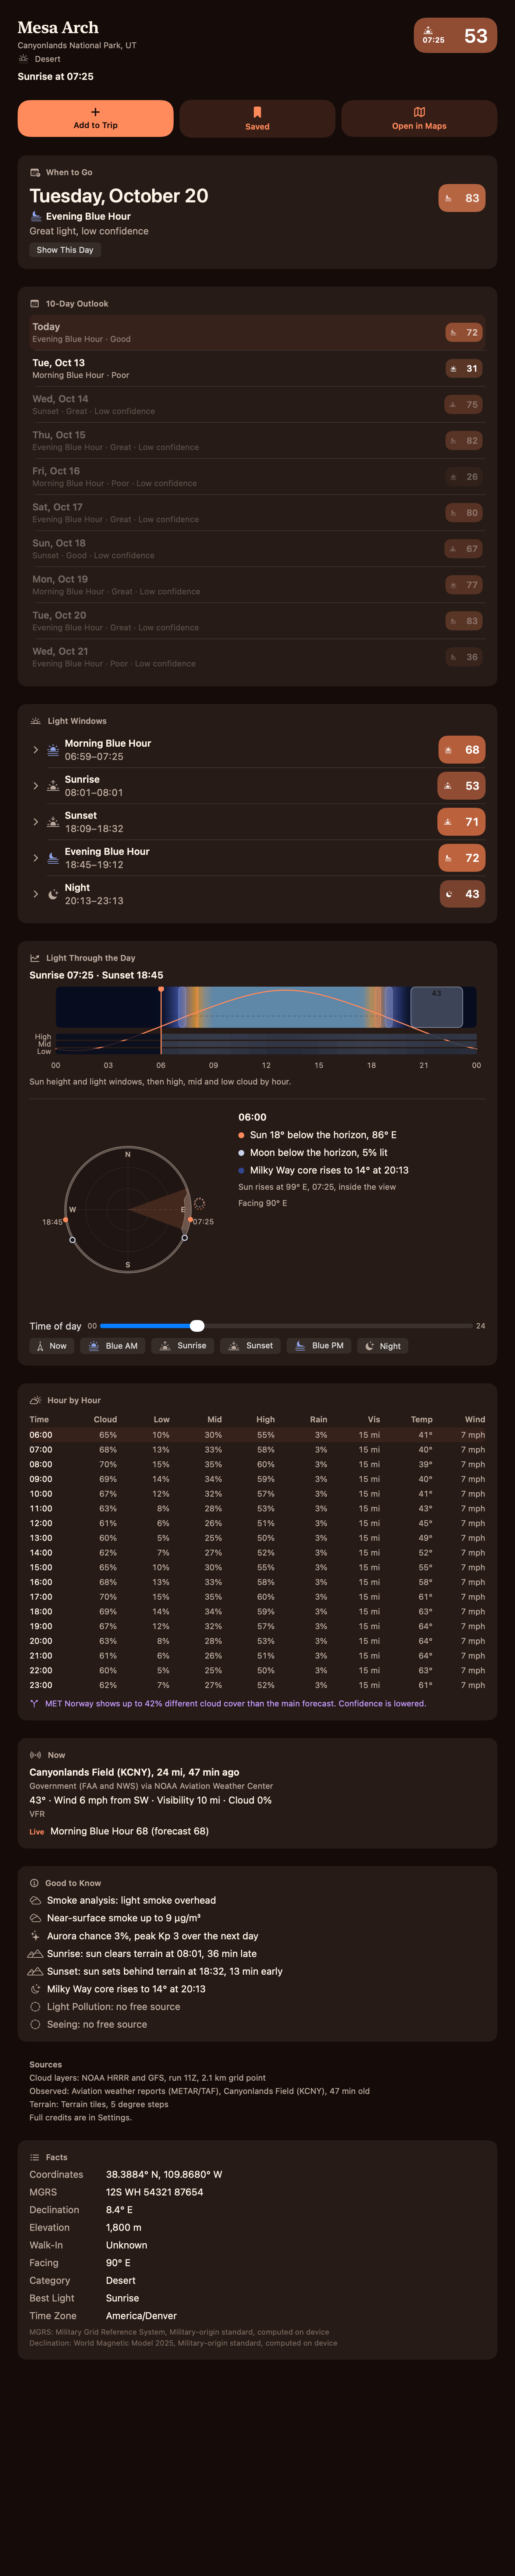 Mesa Arch
Canyonlands National Park, UT
Desert
Sunrise at 07:25
07:25
53
Add to Trip
Saved
Open in Maps
When to Go
Tuesday, October 20
Evening Blue Hour
Great light, low confidence
Show This Day
83
10-Day Outlook
Today
Evening Blue Hour · Good
72
Tue, Oct 13
Morning Blue Hour · Poor
31
Wed, Oct 14
Sunset · Great · Low confidence
75
Thu, Oct 15
Evening Blue Hour · Great · Low confidence
82
Fri, Oct 16
Morning Blue Hour · Poor · Low confidence
26
Sat, Oct 17
Evening Blue Hour · Great · Low confidence
80
Sun, Oct 18
Sunset · Good · Low confidence
67
Mon, Oct 19
Morning Blue Hour · Great · Low confidence
77
Tue, Oct 20
Evening Blue Hour · Great · Low confidence
83
Wed, Oct 21
Evening Blue Hour · Poor · Low confidence
36
Light Windows
Morning Blue Hour
06:59–07:25
68
Sunrise
08:01–08:01
53
Sunset
18:09–18:32
71
Evening Blue Hour
18:45–19:12
72
Night
20:13–23:13
43
Light Through the Day
Sunrise 07:25 · Sunset 18:45
43
High
Mid
Low
00 03 06 09 12 15 18 21 00
Sun height and light windows, then high, mid and low cloud by hour.
N
W
E
S
18:45
07:25
06:00
Sun 18° below the horizon, 86° E
Moon below the horizon, 5% lit
Milky Way core rises to 14° at 20:13
Sun rises at 99° E, 07:25, inside the view
Facing 90° E
Time of day 00 24
Now Blue AM Sunrise Sunset Blue PM Night
Hour by Hour
Time Cloud Low Mid High Rain Vis Temp Wind
06:00 65% 10% 30% 55% 3% 15 mi 41° 7 mph
07:00 68% 13% 33% 58% 3% 15 mi 40° 7 mph
08:00 70% 15% 35% 60% 3% 15 mi 39° 7 mph
09:00 69% 14% 34% 59% 3% 15 mi 40° 7 mph
10:00 67% 12% 32% 57% 3% 15 mi 41° 7 mph
11:00 63% 8% 28% 53% 3% 15 mi 43° 7 mph
12:00 61% 6% 26% 51% 3% 15 mi 45° 7 mph
13:00 60% 5% 25% 50% 3% 15 mi 49° 7 mph
14:00 62% 7% 27% 52% 3% 15 mi 52° 7 mph
15:00 65% 10% 30% 55% 3% 15 mi 55° 7 mph
16:00 68% 13% 33% 58% 3% 15 mi 58° 7 mph
17:00 70% 15% 35% 60% 3% 15 mi 61° 7 mph
18:00 69% 14% 34% 59% 3% 15 mi 63° 7 mph
19:00 67% 12% 32% 57% 3% 15 mi 64° 7 mph
20:00 63% 8% 28% 53% 3% 15 mi 64° 7 mph
21:00 61% 6% 26% 51% 3% 15 mi 64° 7 mph
22:00 60% 5% 25% 50% 3% 15 mi 63° 7 mph
23:00 62% 7% 27% 52% 3% 15 mi 61° 7 mph
MET Norway shows up to 42% different cloud cover than the main forecast. Confidence is lowered.
Now
Canyonlands Field (KCNY), 24 mi, 47 min ago
Government (FAA and NWS) via NOAA Aviation Weather Center
43° · Wind 6 mph from SW · Visibility 10 mi · Cloud 0%
VFR
Live Morning Blue Hour 68 (forecast 68)
Good to Know
Smoke analysis: light smoke overhead
Near-surface smoke up to 9 µg/m³
Aurora chance 3%, peak Kp 3 over the next day
Sunrise: sun clears terrain at 08:01, 36 min late
Sunset: sun sets behind terrain at 18:32, 13 min early
Milky Way core rises to 14° at 20:13
Light Pollution: no free source
Seeing: no free source
Sources
Cloud layers: NOAA HRRR and GFS, run 11Z, 2.1 km grid point
Observed: Aviation weather reports (METAR/TAF), Canyonlands Field (KCNY), 47 min old
Terrain: Terrain tiles, 5 degree steps
Full credits are in Settings.
Facts
Coordinates 38.3884° N, 109.8680° W
MGRS 12S WH 54321 87654
Declination 8.4° E
Elevation 1,800 m
Walk-In Unknown
Facing 90° E
Category Desert
Best Light Sunrise
Time Zone America/Denver
MGRS: Military Grid Reference System, Military-origin standard, computed on device
Declination: World Magnetic Model 2025, Military-origin standard, computed on device